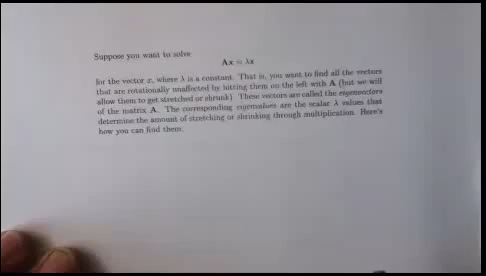 Suppose you want to solve
Ax = λx
for the vector x, where λ is a constant. That is, you want to find all the vectors
that are rotationally unaffected by hitting them on the left with A (but we will
allow them to get stretched or shrunk). These vectors are called the eigenvectors
of the matrix A. The corresponding eigenvalues are the scalar λ values that
determine the amount of stretching or shrinking through multiplication. Here's
how you can find them: